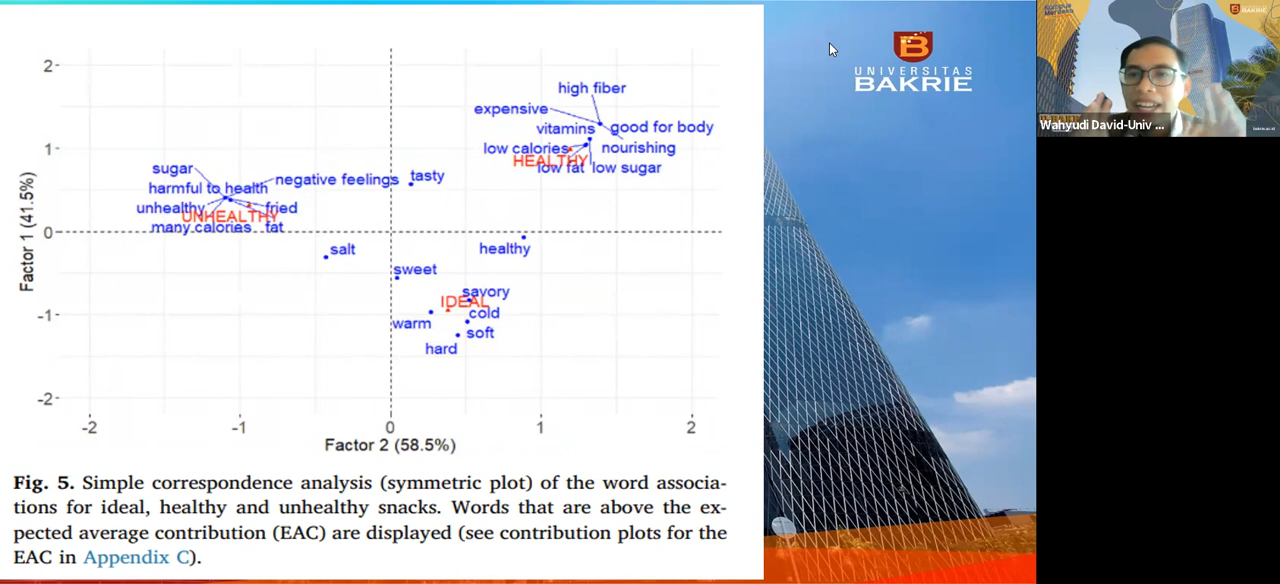 2
1
0
-1
-2
Factor 1 (41.5%)
high fiber
expensive
vitamins
good for body
low calories
nourishing
HEALTHY
low fat
low sugar
sugar
harmful to health
negative feelings
tasty
unhealthy
fried
UNHEALTHY
many calories
fat
salt
healthy
sweet
savory
IDEAL
cold
warm
soft
hard
-2
-1
0
1
2
Factor 2 (58.5%)
Fig. 5. Simple correspondence analysis (symmetric plot) of the word associa-
tions for ideal, healthy and unhealthy snacks. Words that are above the ex-
pected average contribution (EAC) are displayed (see contribution plots for the
EAC in Appendix C).
B
UNIVERSITAS
BAKRIE
Kampus
Merdeka
BAKRIE
Wahyudi David-Univ ...